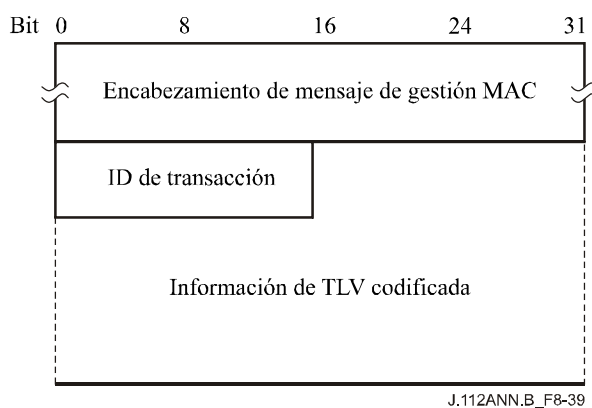 Bit 0 8 16 24 31
Encabezamiento de mensaje de gestión MAC
ID de transacción
Información de TLV codificada
J.112ANN.B_F8-39